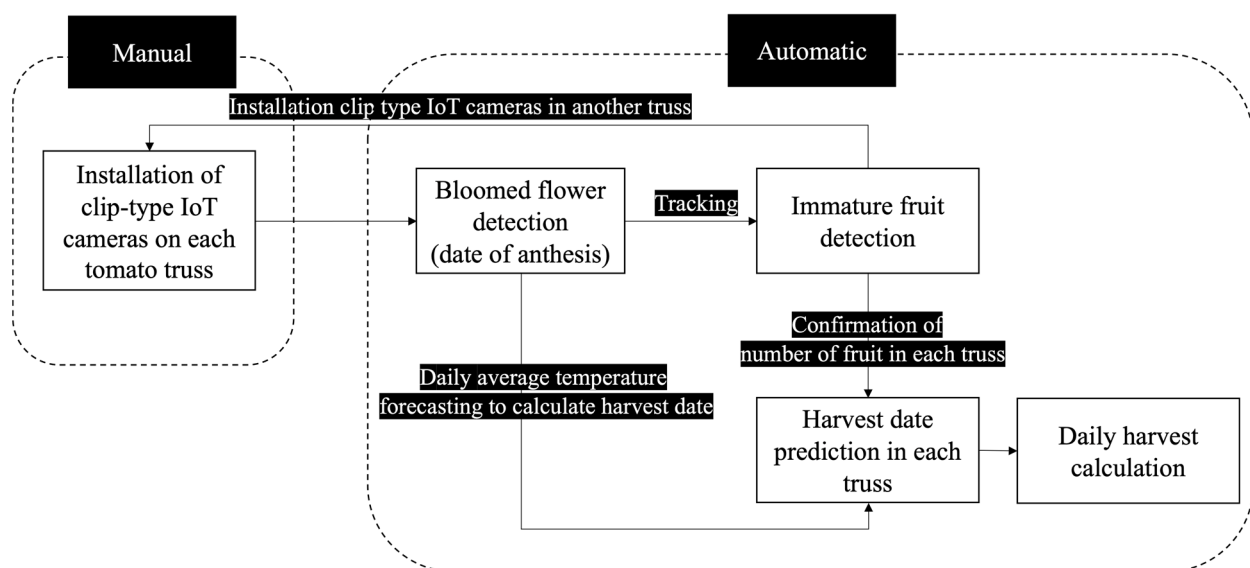 Manual
Automatic
Installation clip type IoT cameras in another truss
Installation of
clip-type IoT
cameras on each
tomato truss
Bloomed flower
detection
(date of anthesis)
Tracking
Immature fruit
detection
Confirmation of
number of fruit in each truss
Daily average temperature
forecasting to calculate harvest date
Harvest date
prediction in each
truss
Daily harvest
calculation